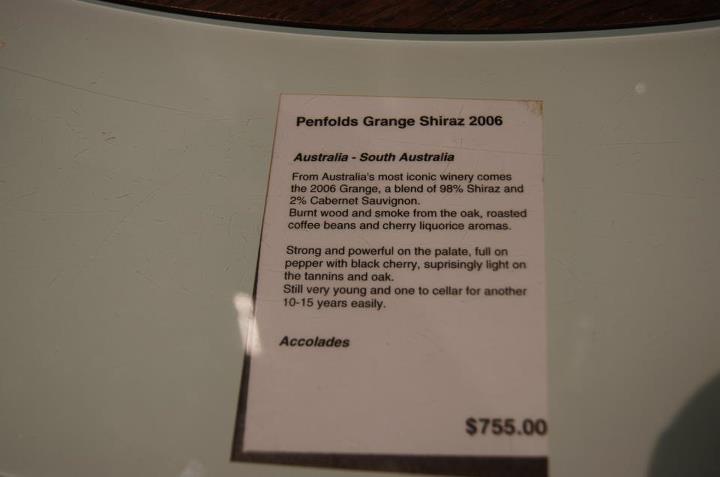 Penfolds Grange Shiraz 2006
Australia - South Australia
From Australia's most iconic winery comes
the 2006 Grange, a blend of 98% Shiraz and
2% Cabernet Sauvignon.
Burnt wood and smoke from the oak, roasted
coffee beans and cherry liquorice aromas.
Strong and powerful on the palate, full on
pepper with black cherry, suprisingly light on
the tannins and oak.
Still very young and one to cellar for another
10-15 years easily.
Accolades
$755.00